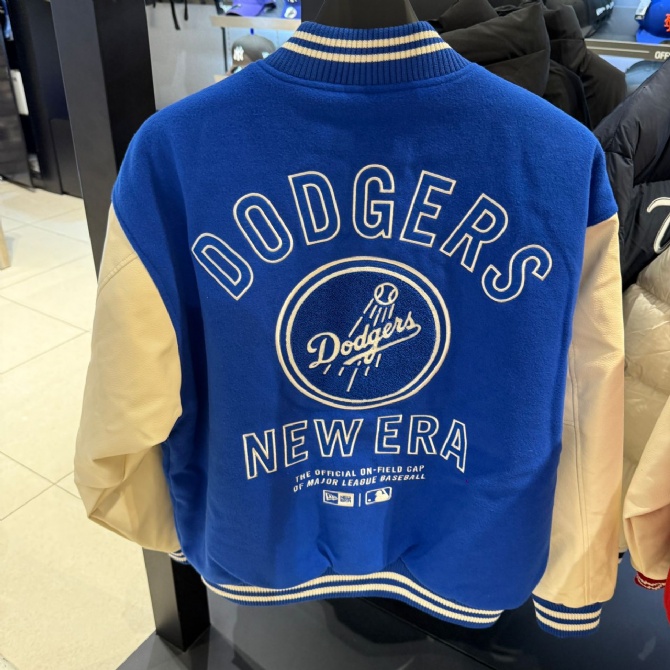 DODGERS
Dodgers
NEW ERA
THE OFFICIAL ON-FIELD CAP
OF MAJOR LEAGUE BASEBALL